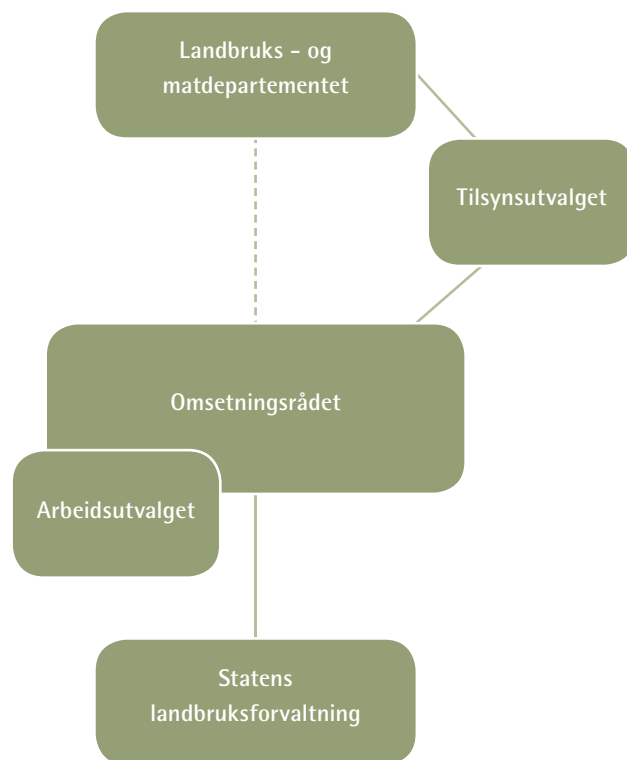 Landbruks - og
matdepartementet
Tilsynsutvalget
Omsetningsrådet
Arbeidsutvalget
Statens
landbruksforvaltning